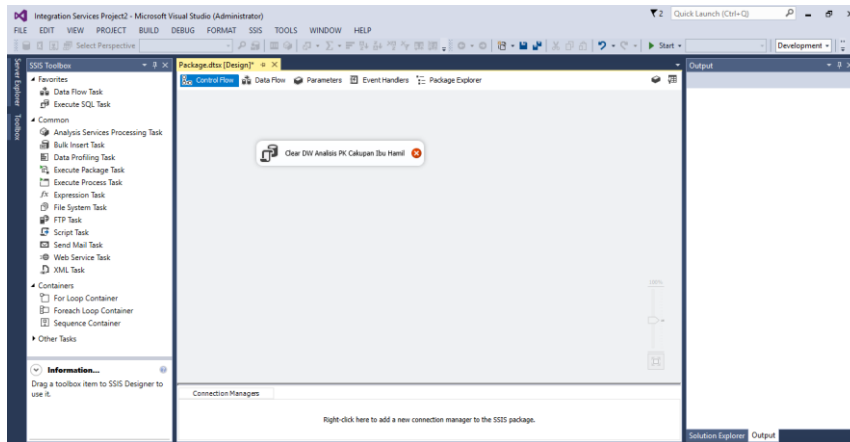 Integration Services Project2 - Microsoft Visual Studio (Administrator)
2
Quick Launch (Ctrl+Q)
FILE EDIT VIEW PROJECT BUILD DEBUG FORMAT SSIS TOOLS WINDOW HELP
Select Perspective
Start
Development
Server Explorer
Toolbox
SSIS Toolbox
Favorites
Data Flow Task
Execute SQL Task
Common
Analysis Services Processing Task
Bulk Insert Task
Data Profiling Task
Execute Package Task
Execute Process Task
Expression Task
File System Task
FTP Task
Script Task
Send Mail Task
Web Service Task
XML Task
Containers
For Loop Container
Foreach Loop Container
Sequence Container
Other Tasks
Information...
Drag a toolbox item to SSIS Designer to
use it.
Package.dtsx [Design]*
Control Flow Data Flow Parameters Event Handlers Package Explorer
Clear DW Analisis PK Cakupan Ibu Hamil
100%
Connection Managers
Right-click here to add a new connection manager to the SSIS package.
Output
Solution Explorer Output